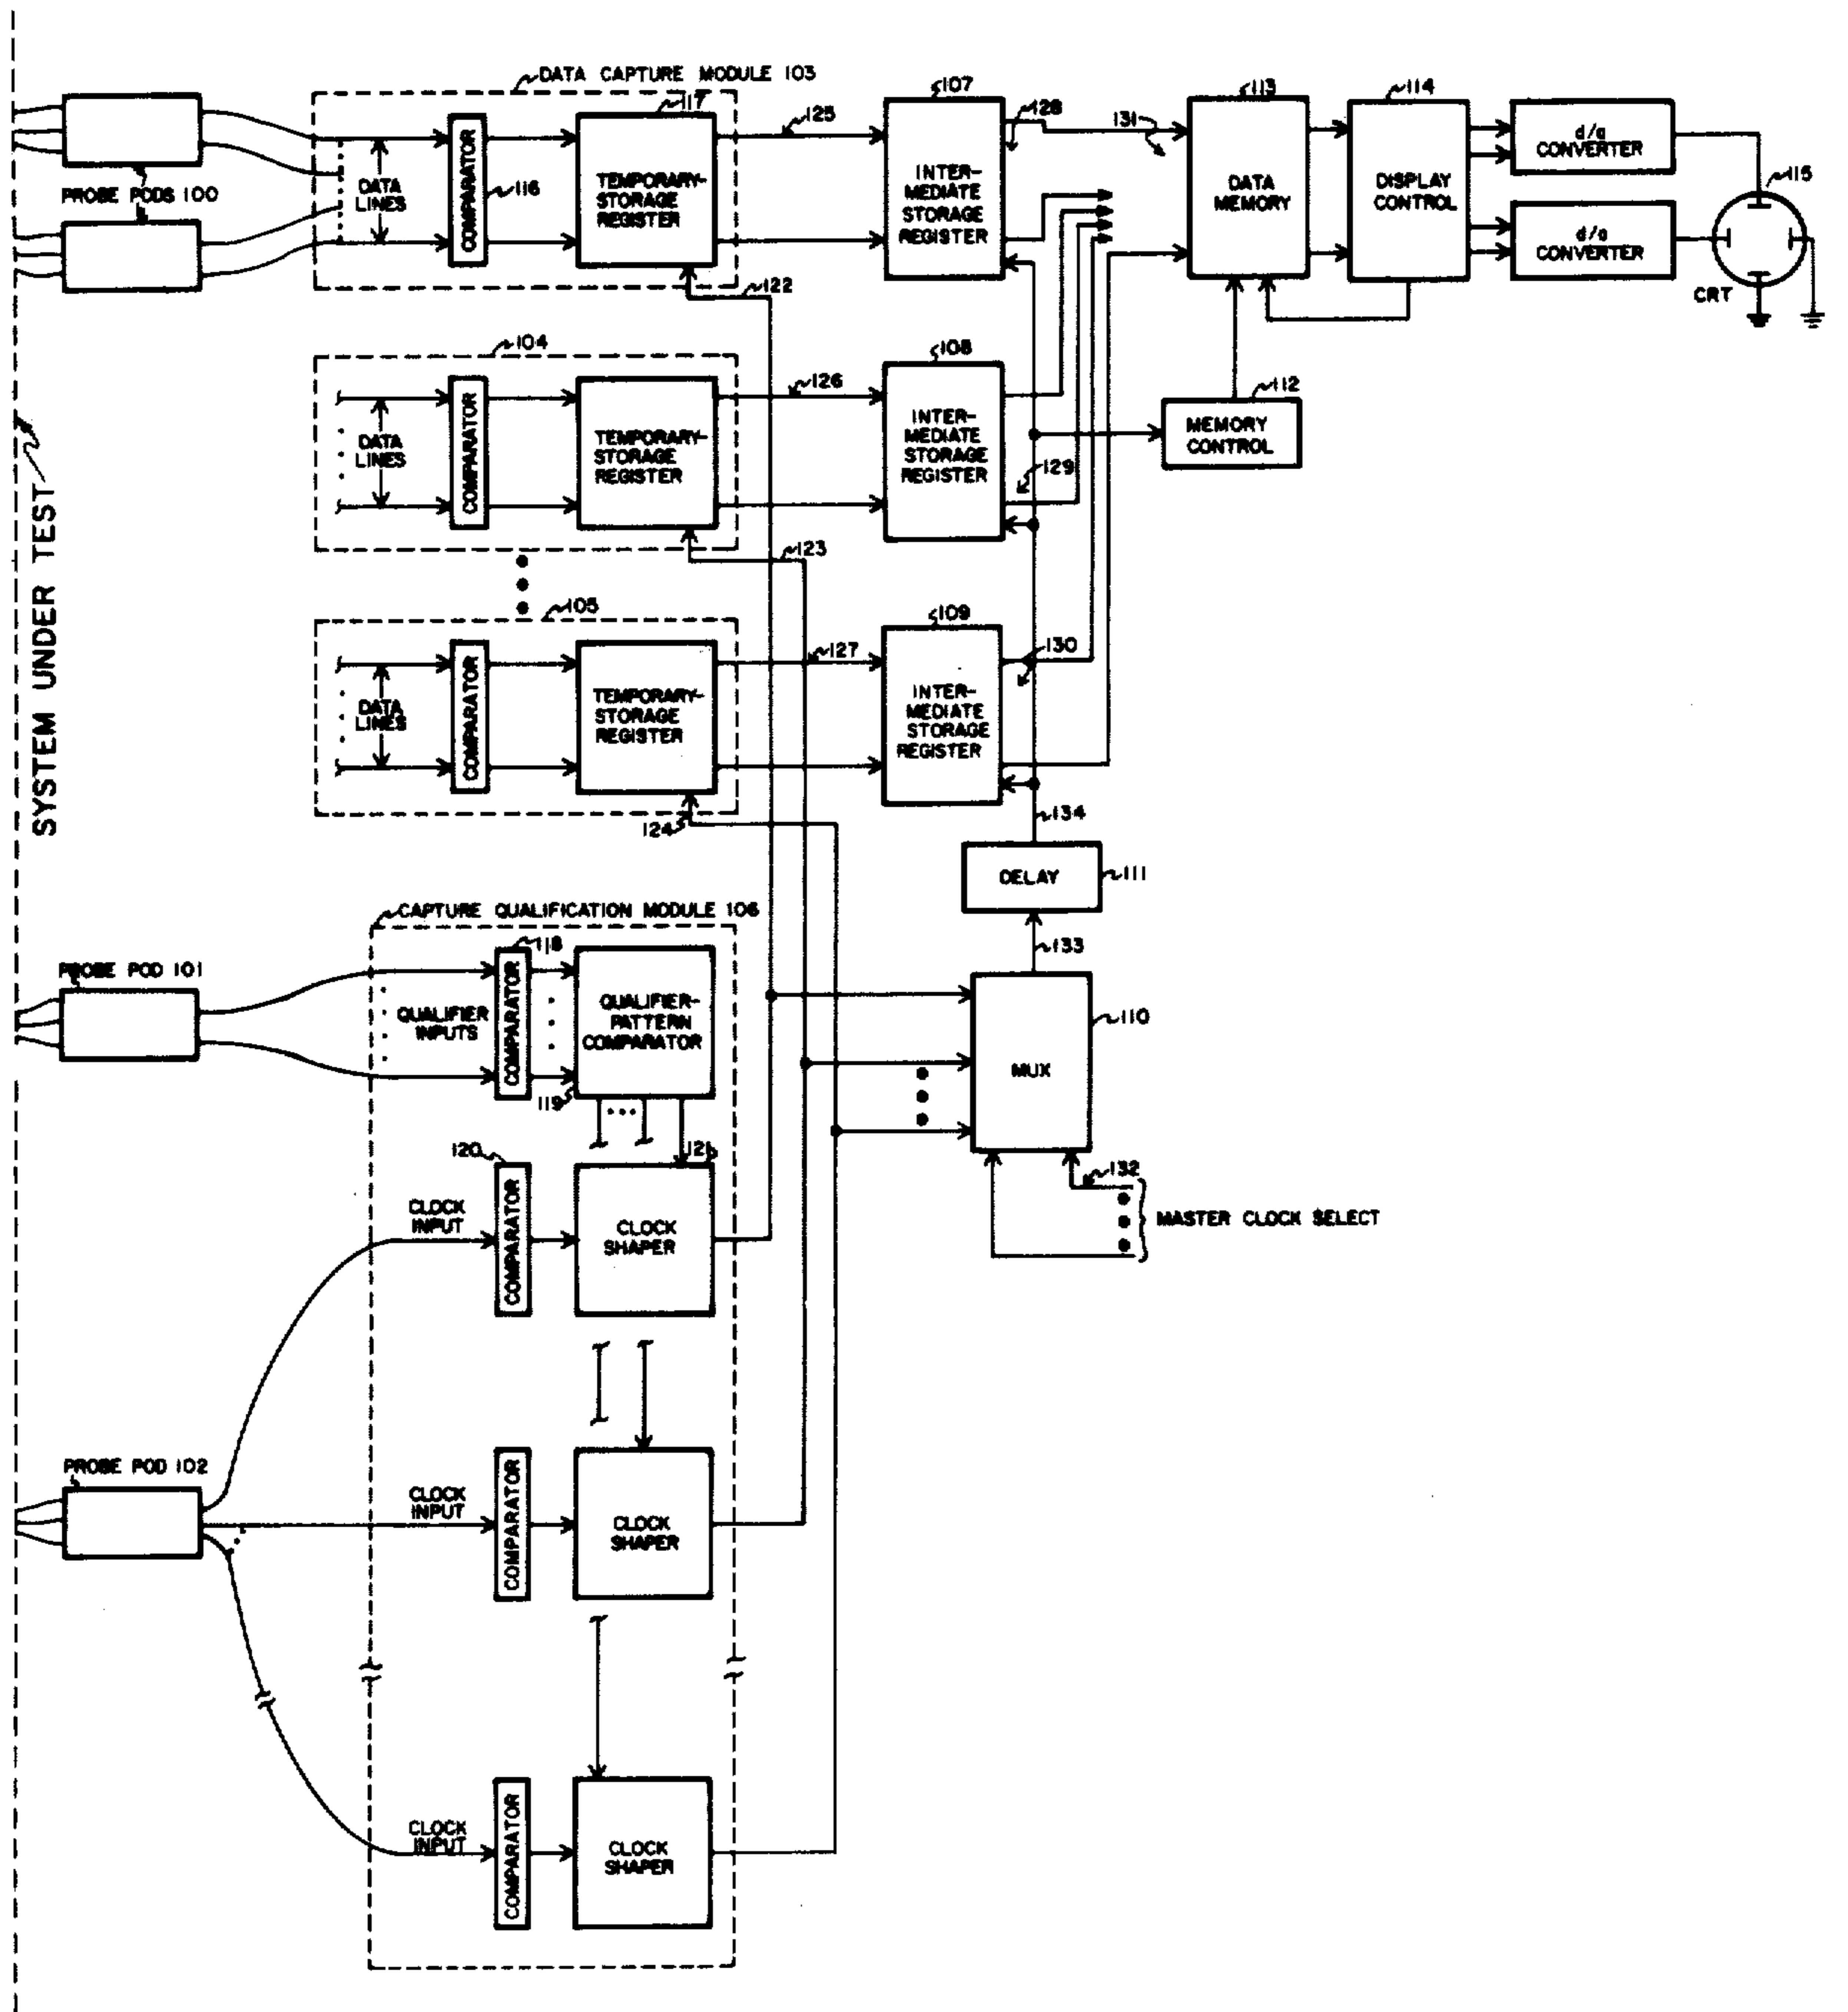 DATA CAPTURE MODULE 103
117
125
107
128
131
113
114
d/a
CONVERTER
115
PROBE PODS 100
DATA
LINES
COMPARATOR
116
TEMPORARY-
STORAGE
REGISTER
INTER-
MEDIATE
STORAGE
REGISTER
DATA
MEMORY
DISPLAY
CONTROL
d/a
CONVERTER
CRT
122
104
126
108
112
DATA
LINES
COMPARATOR
TEMPORARY-
STORAGE
REGISTER
INTER-
MEDIATE
STORAGE
REGISTER
129
MEMORY
CONTROL
SYSTEM UNDER TEST
123
105
127
109
130
DATA
LINES
COMPARATOR
TEMPORARY-
STORAGE
REGISTER
INTER-
MEDIATE
STORAGE
REGISTER
124
134
DELAY
111
CAPTURE QUALIFICATION MODULE 106
133
PROBE POD 101
118
QUALIFIER
INPUTS
COMPARATOR
QUALIFIER-
PATTERN
COMPARATOR
119
110
MUX
120
121
132
CLOCK
INPUT
COMPARATOR
CLOCK
SHAPER
MASTER CLOCK SELECT
PROBE POD 102
CLOCK
INPUT
COMPARATOR
CLOCK
SHAPER
CLOCK
INPUT
COMPARATOR
CLOCK
SHAPER